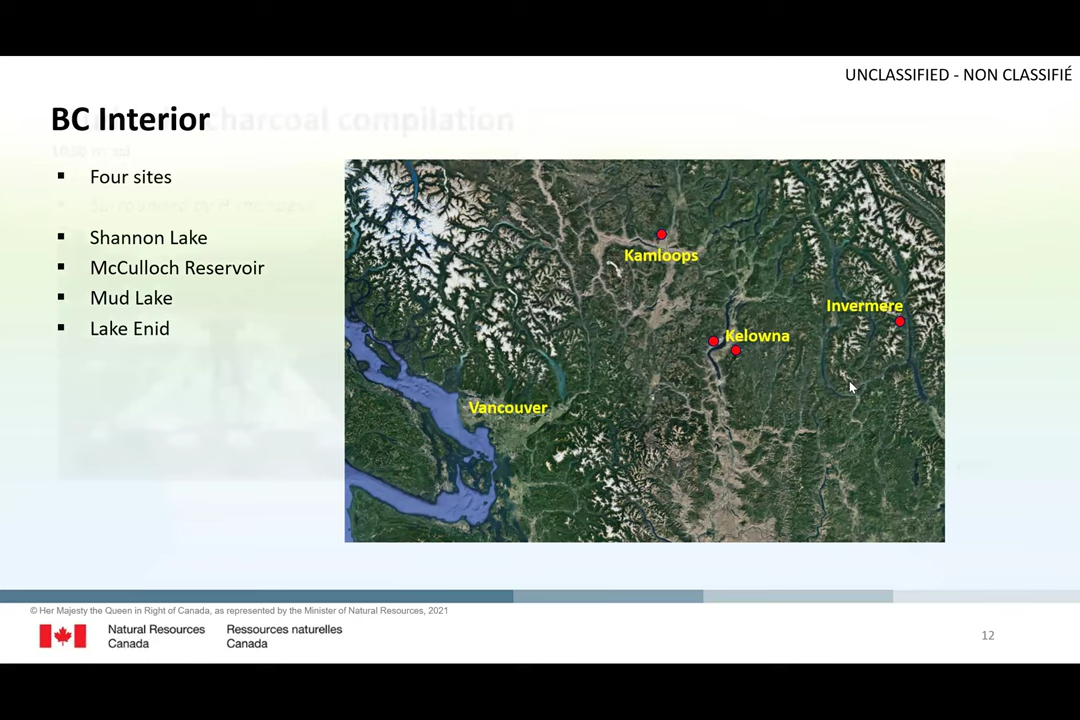 UNCLASSIFIED - NON CLASSIFIÉ
BC Interior
charcoal compilation
▪ Four sites
▪ Shannon Lake
▪ McCulloch Reservoir
▪ Mud Lake
▪ Lake Enid
Kamloops
Invermere
Kelowna
Vancouver
© Her Majesty the Queen in Right of Canada, as represented by the Minister of Natural Resources, 2021
Natural Resources
Canada
Ressources naturelles
Canada
12